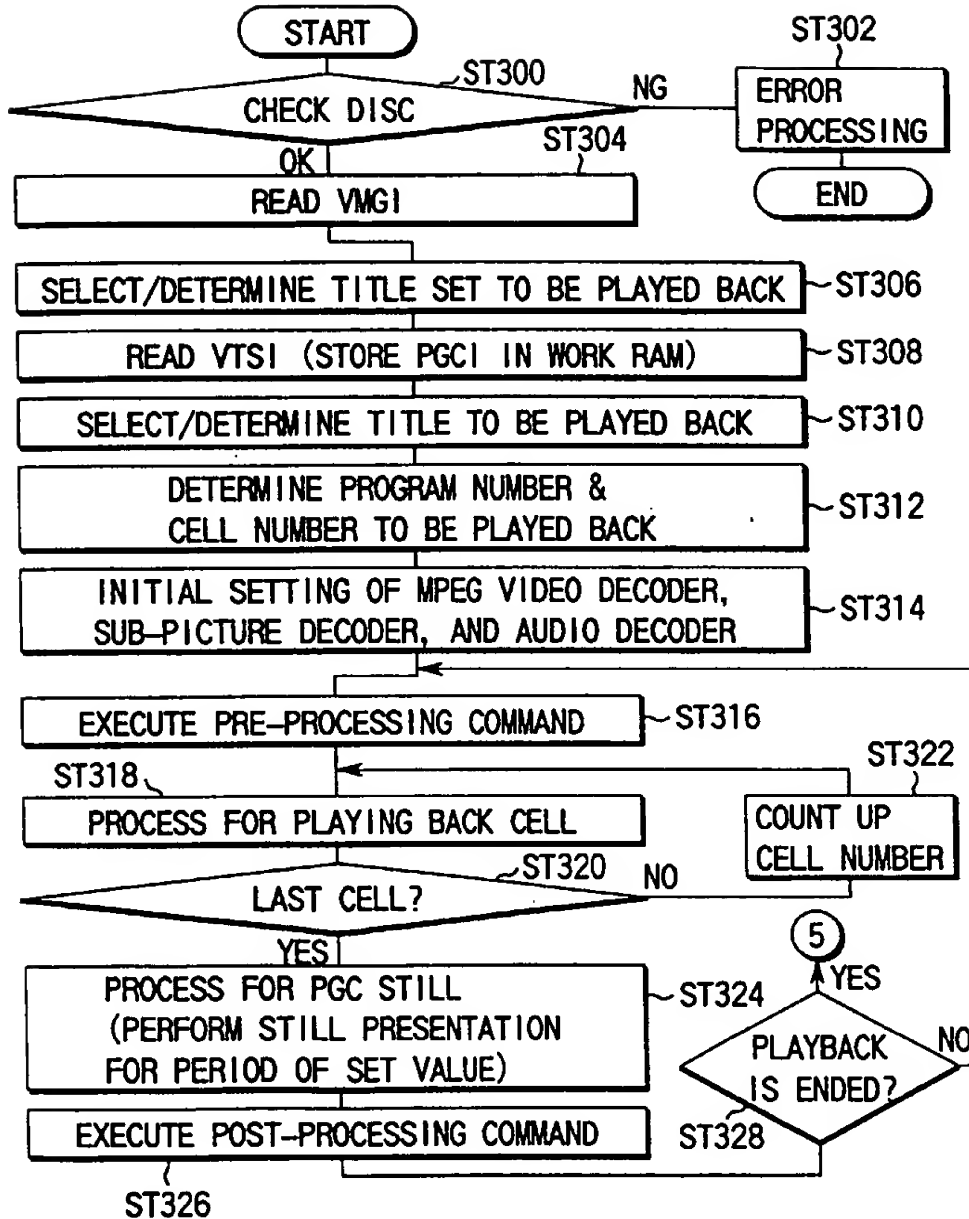 START
ST300
CHECK DISC
NG
ST302
ERROR
PROCESSING
END
OK
ST304
READ VMGI
SELECT/DETERMINE TITLE SET TO BE PLAYED BACK
ST306
READ VTSI (STORE PGCI IN WORK RAM)
ST308
SELECT/DETERMINE TITLE TO BE PLAYED BACK
ST310
DETERMINE PROGRAM NUMBER &
CELL NUMBER TO BE PLAYED BACK
ST312
INITIAL SETTING OF MPEG VIDEO DECODER,
SUB-PICTURE DECODER, AND AUDIO DECODER
ST314
EXECUTE PRE-PROCESSING COMMAND
ST316
ST318
PROCESS FOR PLAYING BACK CELL
ST322
COUNT UP
CELL NUMBER
ST320
LAST CELL?
NO
YES
PROCESS FOR PGC STILL
(PERFORM STILL PRESENTATION
FOR PERIOD OF SET VALUE)
ST324
5
YES
PLAYBACK
IS ENDED?
NO
ST328
EXECUTE POST-PROCESSING COMMAND
ST326